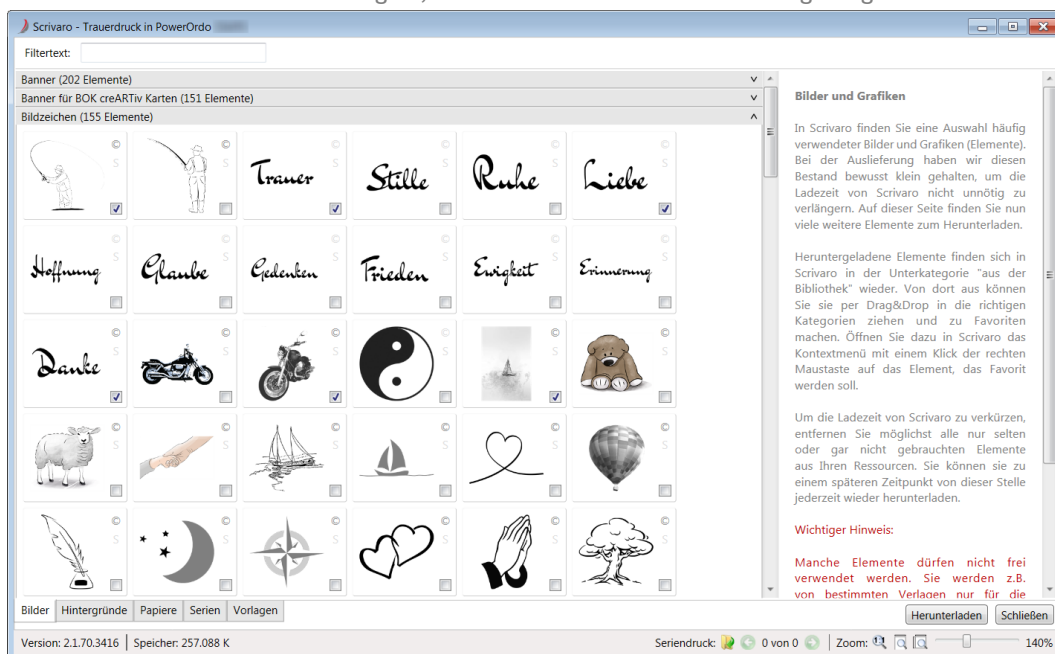 Scrivaro - Trauerdruck in PowerOrdo
Filtertext:
Banner (202 Elemente)
Banner für BOK creARTiv Karten (151 Elemente)
Bildzeichen (155 Elemente)
© S © S © S © S © S © S
Trauer Stille Ruhe Liebe
© S © S © S © S © S © S
Hoffnung Glaube Gedenken Frieden Ewigkeit Erinnerung
© S © S © S © S © S © S
Danke
© S © S © S © S © S © S
© S © S © S © S © S © S
Bilder und Grafiken
In Scrivaro finden Sie eine Auswahl häufig
verwendeter Bilder und Grafiken (Elemente).
Bei der Auslieferung haben wir diesen
Bestand bewusst klein gehalten, um die
Ladezeit von Scrivaro nicht unnötig zu
verlängern. Auf dieser Seite finden Sie nun
viele weitere Elemente zum Herunterladen.
Heruntergeladene Elemente finden sich in
Scrivaro in der Unterkategorie "aus der
Bibliothek" wieder. Von dort aus können
Sie sie per Drag&Drop in die richtigen
Kategorien ziehen und zu Favoriten
machen. Öffnen Sie dazu in Scrivaro das
Kontextmenü mit einem Klick der rechten
Maustaste auf das Element, das Favorit
werden soll.
Um die Ladezeit von Scrivaro zu verkürzen,
entfernen Sie möglichst alle nur selten
oder gar nicht gebrauchten Elemente
aus Ihren Ressourcen. Sie können sie zu
einem späteren Zeitpunkt von dieser Stelle
jederzeit wieder herunterladen.
Wichtiger Hinweis:
Manche Elemente dürfen nicht frei
verwendet werden. Sie werden z.B.
von bestimmten Verlagen nur für die
Bilder Hintergründe Papiere Serien Vorlagen
Herunterladen Schließen
Version: 2.1.70.3416 Speicher: 257.088 K Seriendruck: 0 von 0 Zoom: 140%